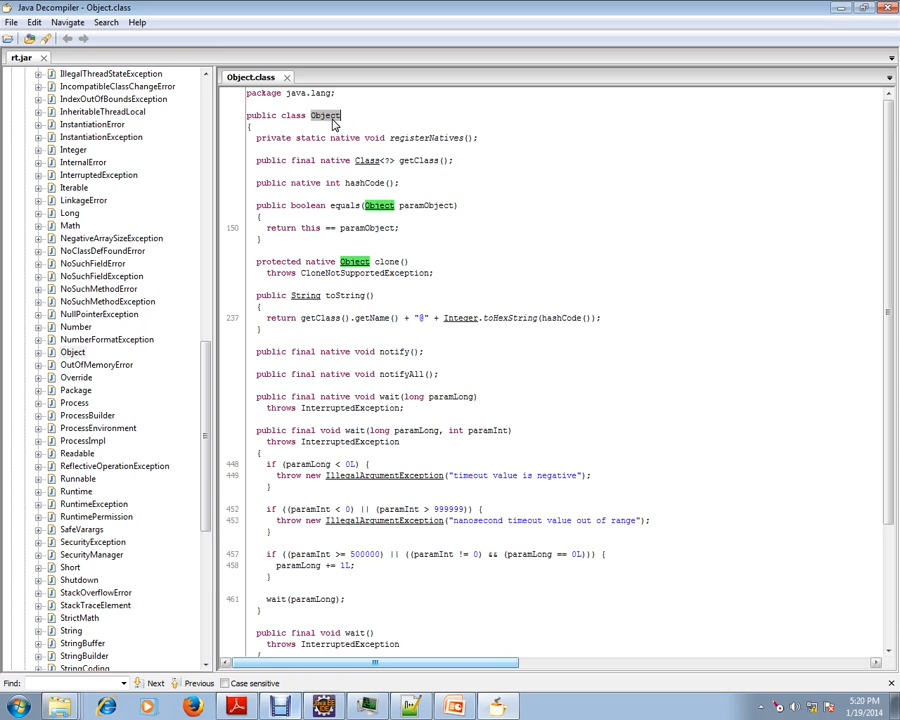 Java Decompiler - Object.class
File Edit Navigate Search Help
rt.jar
IllegalThreadStateException
IncompatibleClassChangeError
IndexOutOfBoundsException
InheritableThreadLocal
InstantiationError
InstantiationException
Integer
InternalError
InterruptedException
Iterable
LinkageError
Long
Math
NegativeArraySizeException
NoClassDefFoundError
NoSuchFieldError
NoSuchFieldException
NoSuchMethodError
NoSuchMethodException
NullPointerException
Number
NumberFormatException
Object
OutOfMemoryError
Override
Package
Process
ProcessBuilder
ProcessEnvironment
ProcessImpl
Readable
ReflectiveOperationException
Runnable
Runtime
RuntimeException
RuntimePermission
SafeVarargs
SecurityException
SecurityManager
Short
Shutdown
StackOverflowError
StackTraceElement
StrictMath
String
StringBuffer
StringBuilder
StringCoding
Object.class
package java.lang;
public class Object
{
private static native void registerNatives();
public final native Class<?> getClass();
public native int hashCode();
public boolean equals(Object paramObject)
{
150 return this == paramObject;
}
protected native Object clone()
throws CloneNotSupportedException;
public String toString()
{
237 return getClass().getName() + "@" + Integer.toHexString(hashCode());
}
public final native void notify();
public final native void notifyAll();
public final native void wait(long paramLong)
throws InterruptedException;
public final void wait(long paramLong, int paramInt)
throws InterruptedException
{
448 if (paramLong < 0L) {
449 throw new IllegalArgumentException("timeout value is negative");
}
452 if ((paramInt < 0) || (paramInt > 999999)) {
453 throw new IllegalArgumentException("nanosecond timeout value out of range");
}
457 if ((paramInt >= 500000) || ((paramInt != 0) && (paramLong == 0L))) {
458 paramLong += 1L;
}
461 wait(paramLong);
}
public final void wait()
throws InterruptedException
{
Find: Next Previous Case sensitive
5:20 PM
1/19/2014